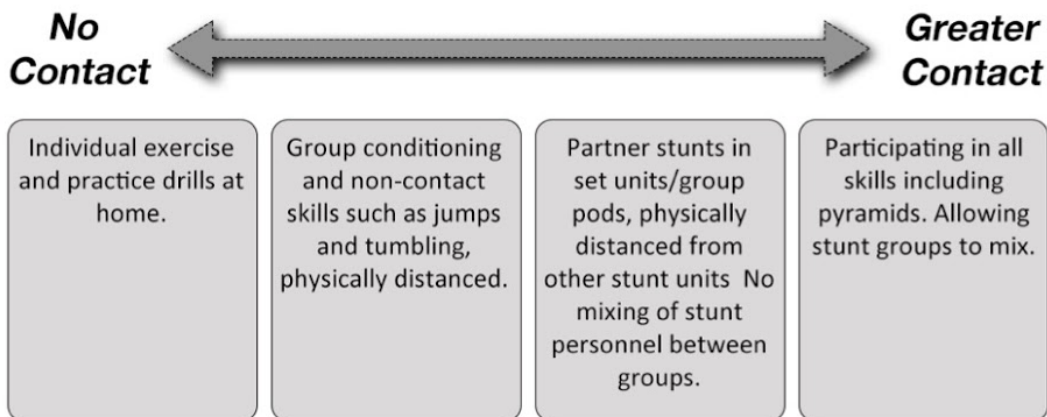 No
Contact
Greater
Contact
Individual exercise
and practice drills at
home.
Group conditioning
and non-contact
skills such as jumps
and tumbling,
physically distanced.
Partner stunts in
set units/group
pods, physically
distanced from
other stunt units  No
mixing of stunt
personnel between
groups.
Participating in all
skills including
pyramids. Allowing
stunt groups to mix.